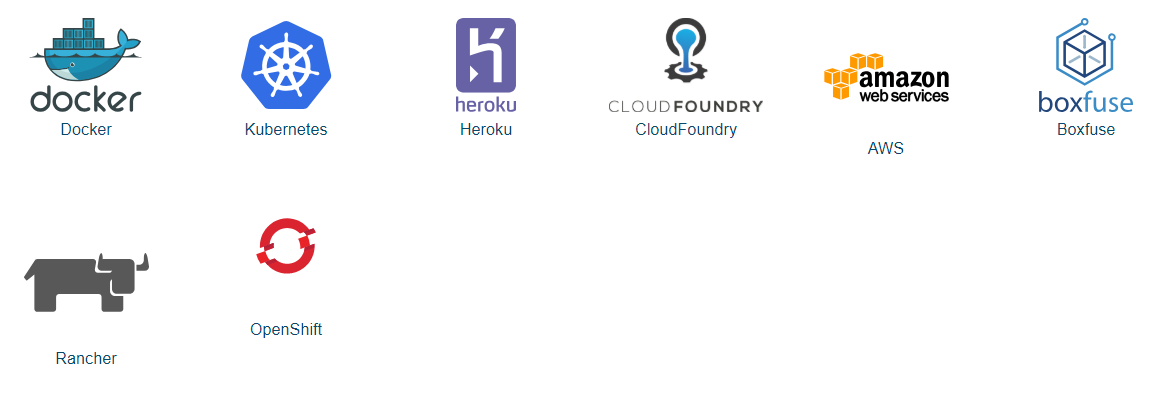 docker
Docker
Kubernetes
heroku
Heroku
CLOUDFOUNDRY
CloudFoundry
amazon
web services
AWS
boxfuse
Boxfuse
Rancher
OpenShift